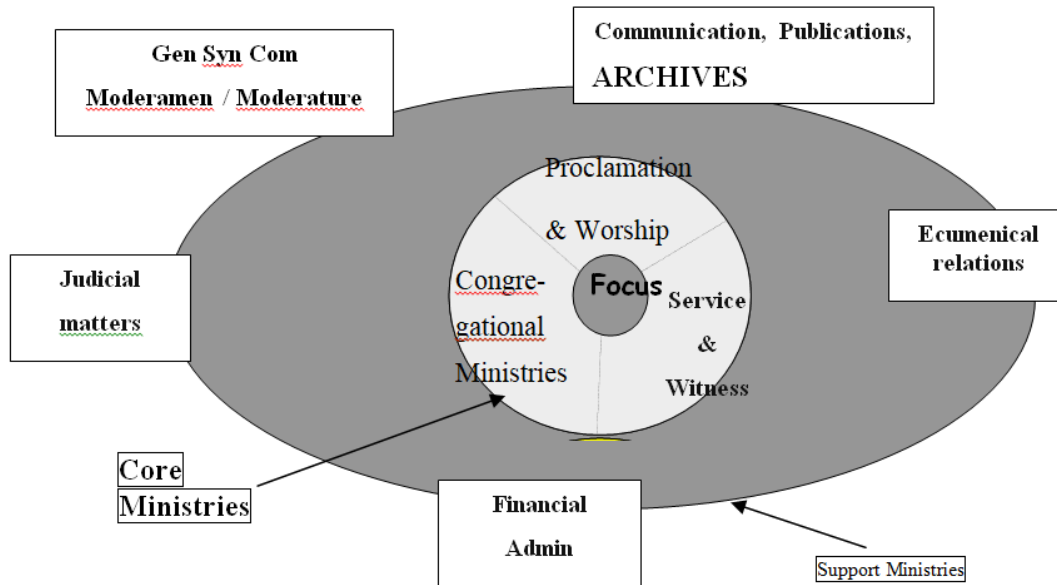 Gen Syn Com
Moderamen / Moderature
Communication, Publications,
ARCHIVES
Proclamation
& Worship
Focus
Congre-
gational
Ministries
Service
&
Witness
Judicial
matters
Ecumenical
relations
Core
Ministries
Financial
Admin
Support Ministries